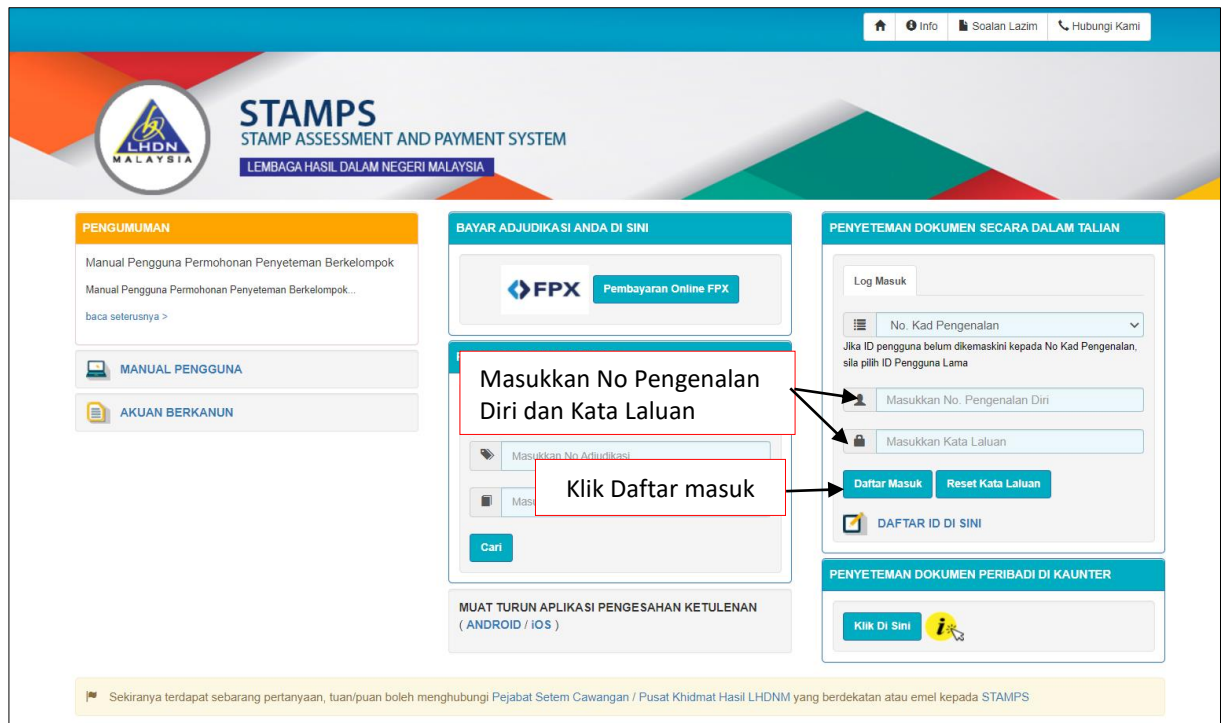 Info
Soalan Lazim
Hubungi Kami
LHDN
MALAYSIA
STAMPS
STAMP ASSESSMENT AND PAYMENT SYSTEM
LEMBAGA HASIL DALAM NEGERI MALAYSIA
PENGUMUMAN
Manual Pengguna Permohonan Penyeteman Berkelompok
Manual Pengguna Permohonan Penyeteman Berkelompok...
baca seterusnya >
MANUAL PENGGUNA
AKUAN BERKANUN
BAYAR ADJUDIKASI ANDA DI SINI
FPX
Pembayaran Online FPX
Masukkan No Pengenalan
Diri dan Kata Laluan
Masukkan No Adjudikasi
Klik Daftar masuk
Cari
MUAT TURUN APLIKASI PENGESAHAN KETULENAN
( ANDROID / iOS )
PENYETEMAN DOKUMEN SECARA DALAM TALIAN
Log Masuk
No. Kad Pengenalan
Jika ID pengguna belum dikemaskini kepada No Kad Pengenalan,
sila pilih ID Pengguna Lama
Masukkan No. Pengenalan Diri
Masukkan Kata Laluan
Daftar Masuk
Reset Kata Laluan
DAFTAR ID DI SINI
PENYETEMAN DOKUMEN PERIBADI DI KAUNTER
Klik Di Sini
i
Sekiranya terdapat sebarang pertanyaan, tuan/puan boleh menghubungi Pejabat Setem Cawangan / Pusat Khidmat Hasil LHDNM yang berdekatan atau emel kepada STAMPS